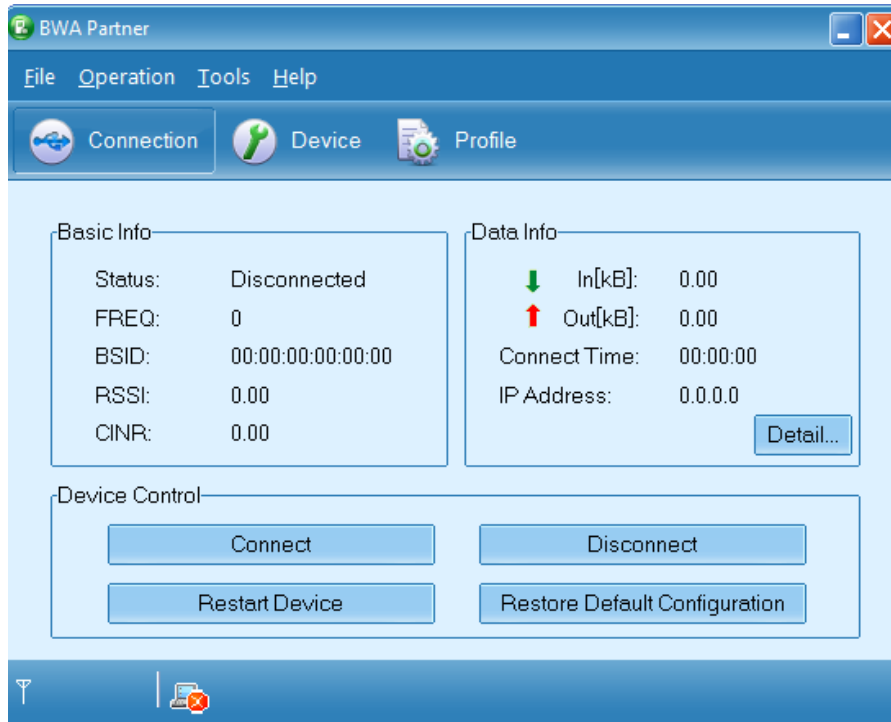 BWA Partner
File Operation Tools Help
Connection Device Profile
Basic Info
Status: Disconnected
FREQ: 0
BSID: 00:00:00:00:00:00
RSSI: 0.00
CINR: 0.00
Data Info
In[kB]: 0.00
Out[kB]: 0.00
Connect Time: 00:00:00
IP Address: 0.0.0.0
Detail...
Device Control
Connect Disconnect
Restart Device Restore Default Configuration